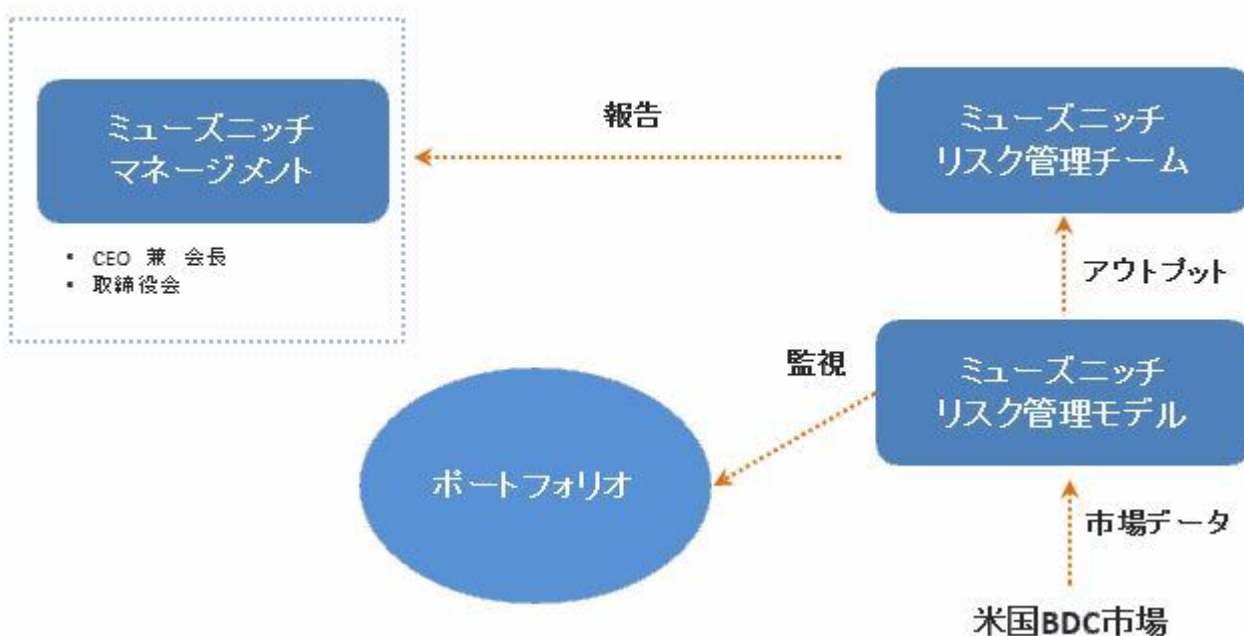 ミューズニッチ
マネージメント
・ CEO 兼 会長
・ 取締役会
報告
ミューズニッチ
リスク管理チーム
アウトプット
ミューズニッチ
リスク管理モデル
監視
ポートフォリオ
市場データ
米国BDC市場